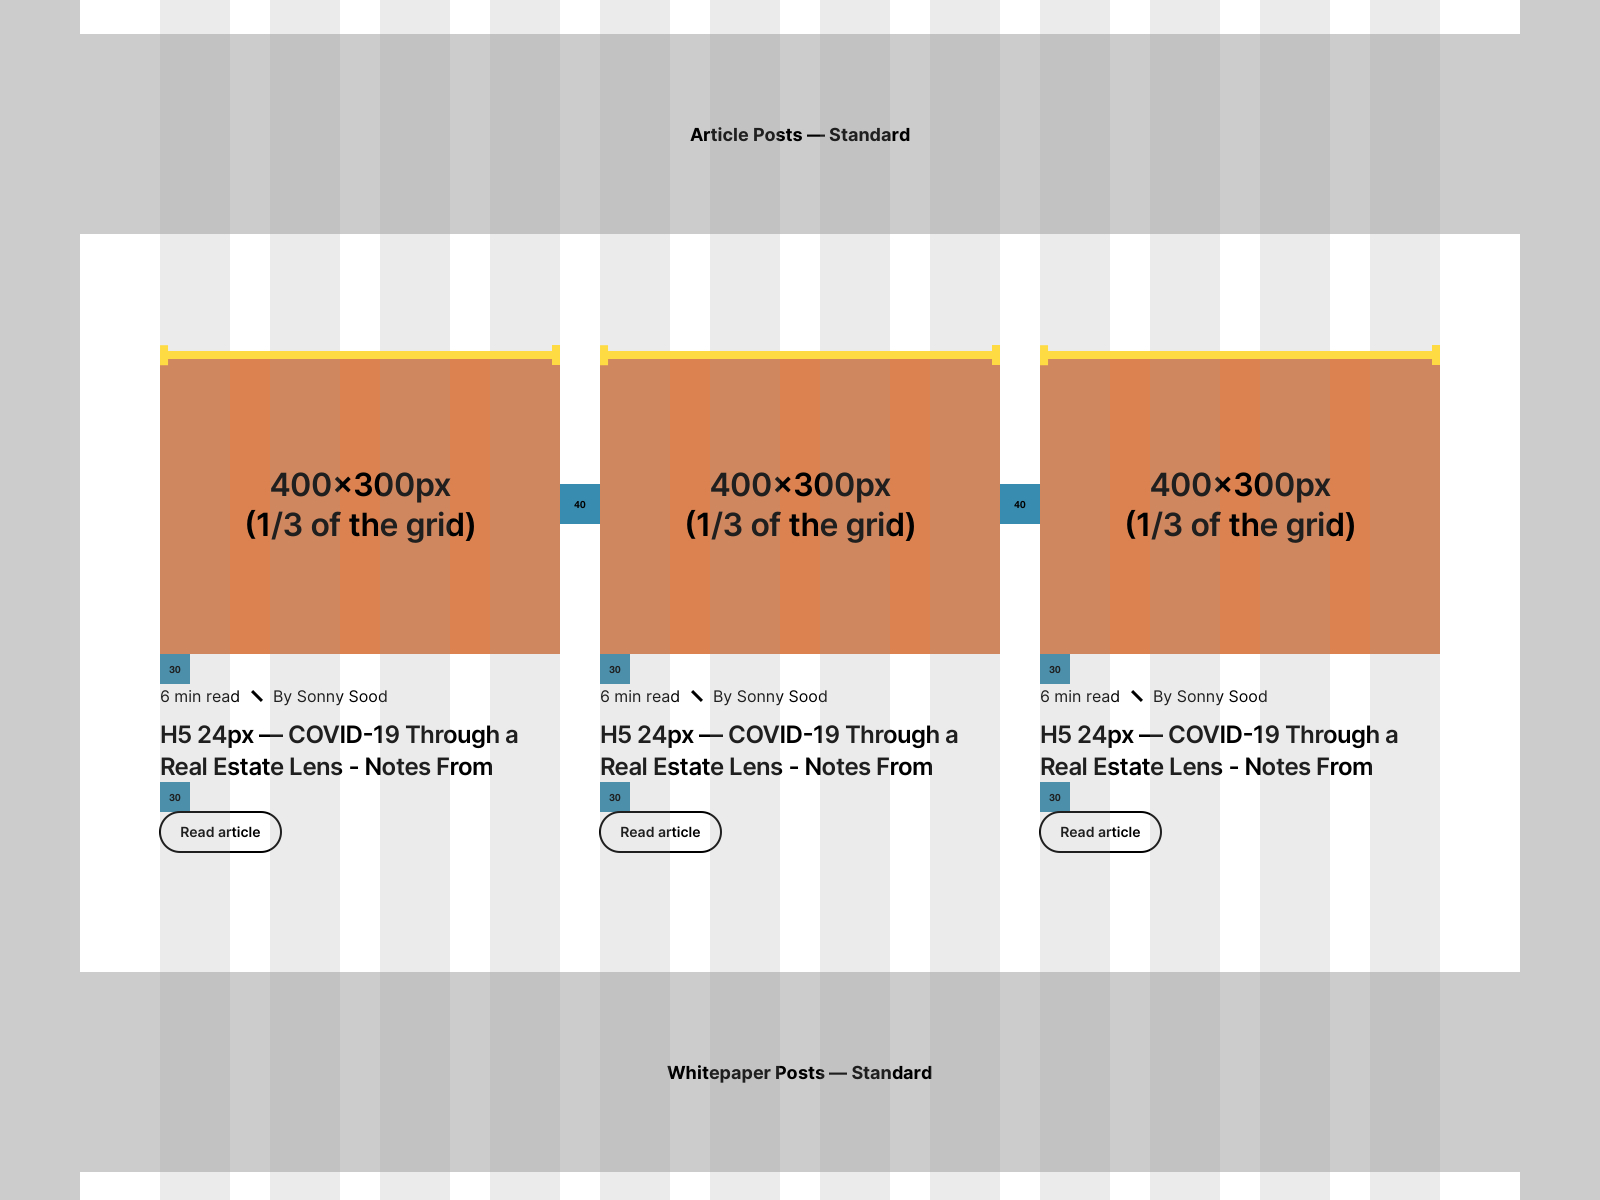 Article Posts — Standard
400×300px
(1/3 of the grid)
40
400×300px
(1/3 of the grid)
40
400×300px
(1/3 of the grid)
30
6 min read \ By Sonny Sood
H5 24px — COVID-19 Through a
Real Estate Lens - Notes From
30
Read article
30
6 min read \ By Sonny Sood
H5 24px — COVID-19 Through a
Real Estate Lens - Notes From
30
Read article
30
6 min read \ By Sonny Sood
H5 24px — COVID-19 Through a
Real Estate Lens - Notes From
30
Read article
Whitepaper Posts — Standard